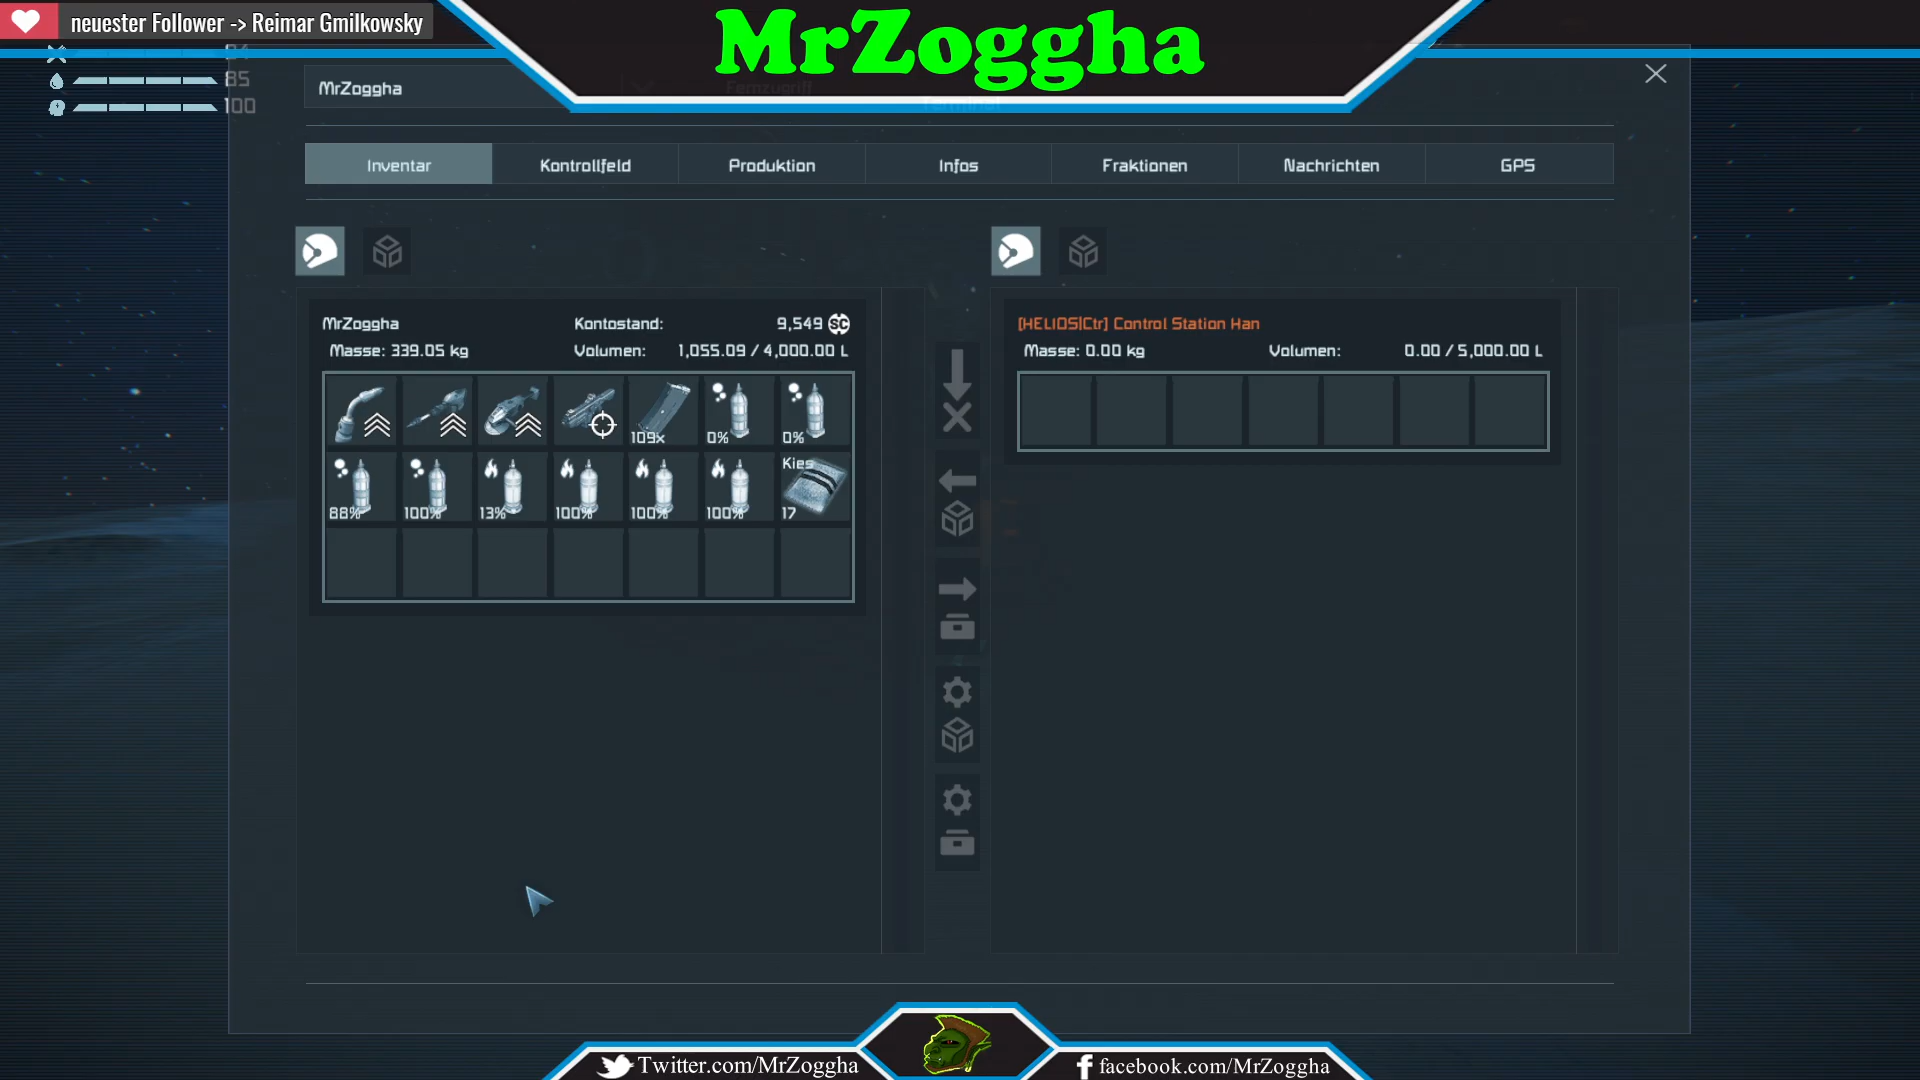 neuester Follower -> Reimar Gmilkowsky
MrZoggha
85
100
MrZoggha
Fernzugriff
Terminal
Inventar
Kontrollfeld
Produktion
Infos
Fraktionen
Nachrichten
GPS
MrZoggha
Kontostand:
9,549 SC
Masse: 339.05 kg
Volumen:
1,055.09 / 4,000.00 L
109x
0%
0%
88%
100%
13%
100%
100%
100%
Kies
17
[HELIOS|Ctr] Control Station Han
Masse: 0.00 kg
Volumen:
0.00 / 5,000.00 L
Twitter.com/MrZoggha
facebook.com/MrZoggha